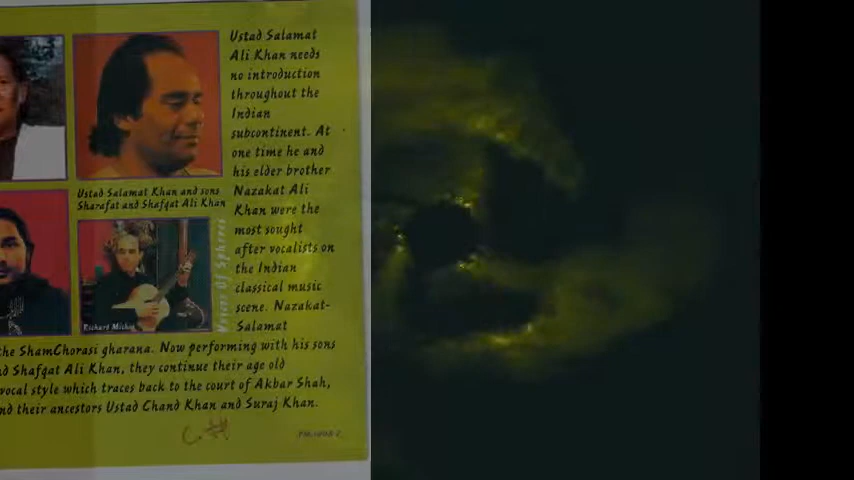 Ustad Salamat
Ali Khan needs
no introduction
throughout the
Indian
subcontinent. At
one time he and
his elder brother
Nazakat Ali
Khan were the
most sought
after vocalists on
the Indian
classical music
scene. Nazakat-
Salamat
the ShamChorasi gharana. Now performing with his sons
Shafqat Ali Khan, they continue their age old
vocal style which traces back to the court of Akbar Shah,
their ancestors Ustad Chand Khan and Suraj Khan.
Ustad Salamat Khan and sons
Sharafat and Shafqat Ali Khan
Richard
Voices Of Spheres